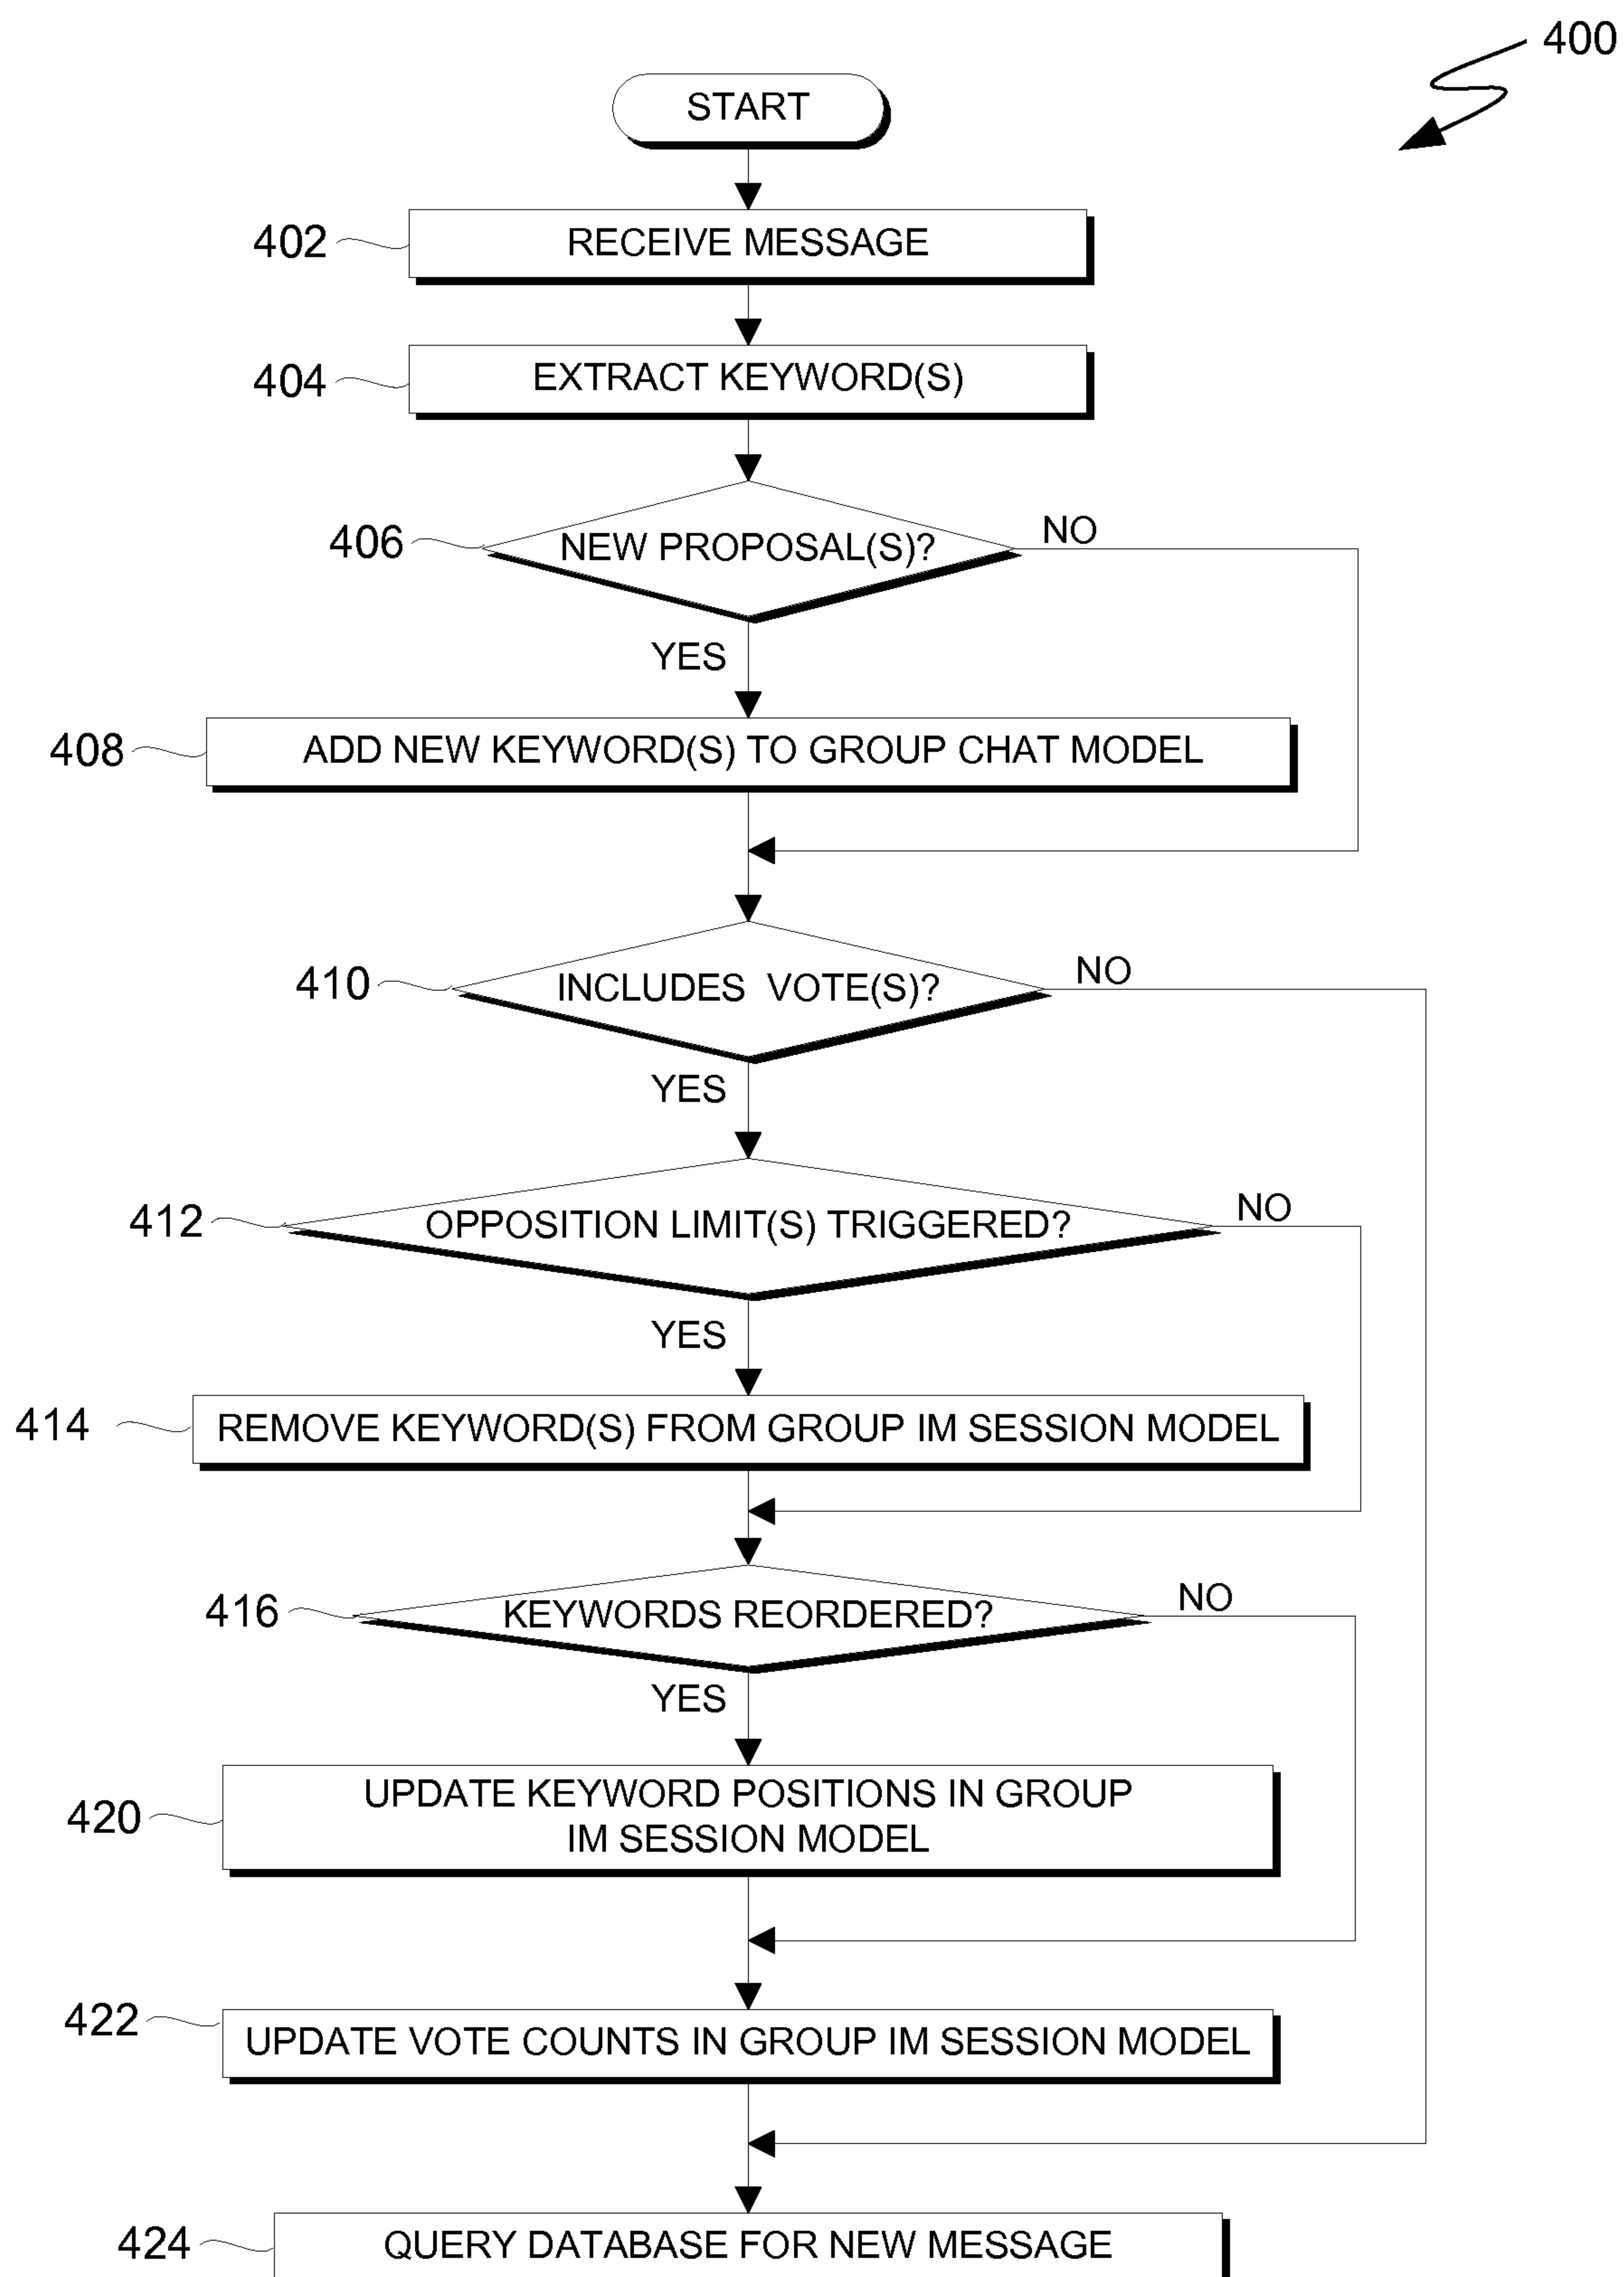 400
START
402
RECEIVE MESSAGE
404
EXTRACT KEYWORD(S)
406
NEW PROPOSAL(S)?
NO
YES
408
ADD NEW KEYWORD(S) TO GROUP CHAT MODEL
410
INCLUDES VOTE(S)?
NO
YES
412
OPPOSITION LIMIT(S) TRIGGERED?
NO
YES
414
REMOVE KEYWORD(S) FROM GROUP IM SESSION MODEL
416
KEYWORDS REORDERED?
NO
YES
420
UPDATE KEYWORD POSITIONS IN GROUP
IM SESSION MODEL
422
UPDATE VOTE COUNTS IN GROUP IM SESSION MODEL
424
QUERY DATABASE FOR NEW MESSAGE